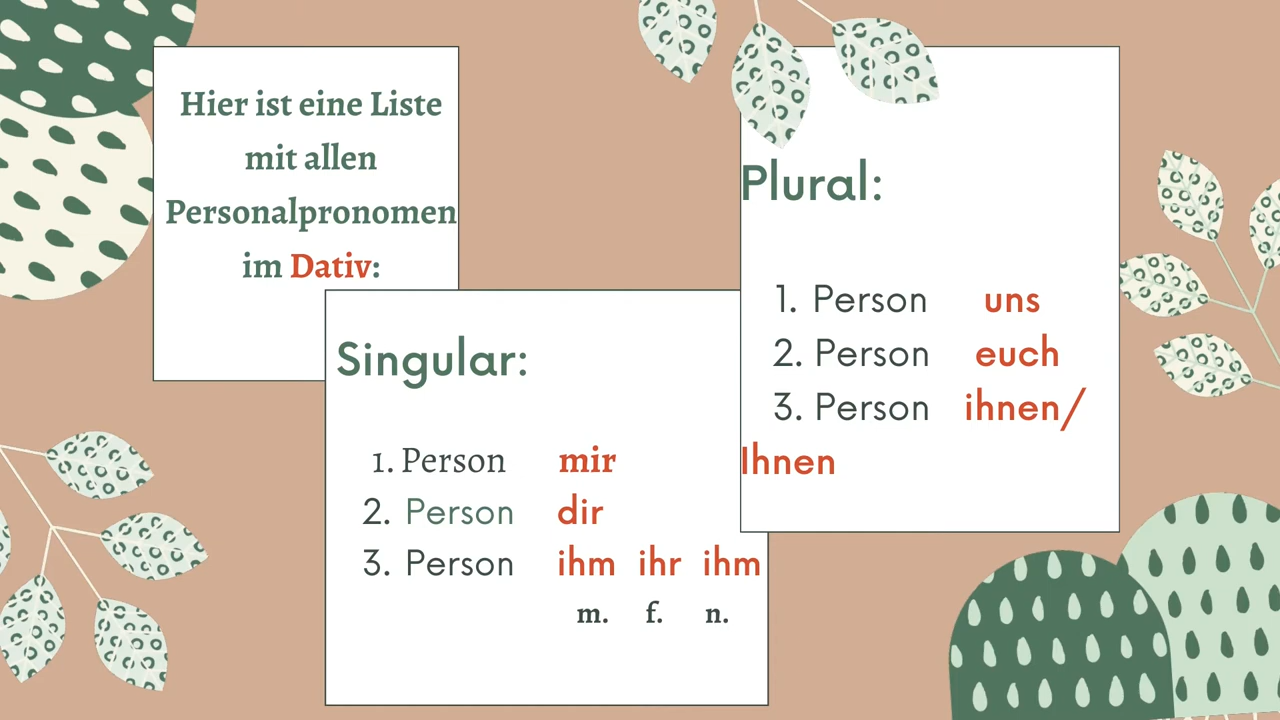 Hier ist eine Liste
mit allen
Personalpronomen
im Dativ:
Singular:
1. Person mir
2. Person dir
3. Person ihm ihr ihm
m. f. n.
Plural:
1. Person uns
2. Person euch
3. Person ihnen/
Ihnen